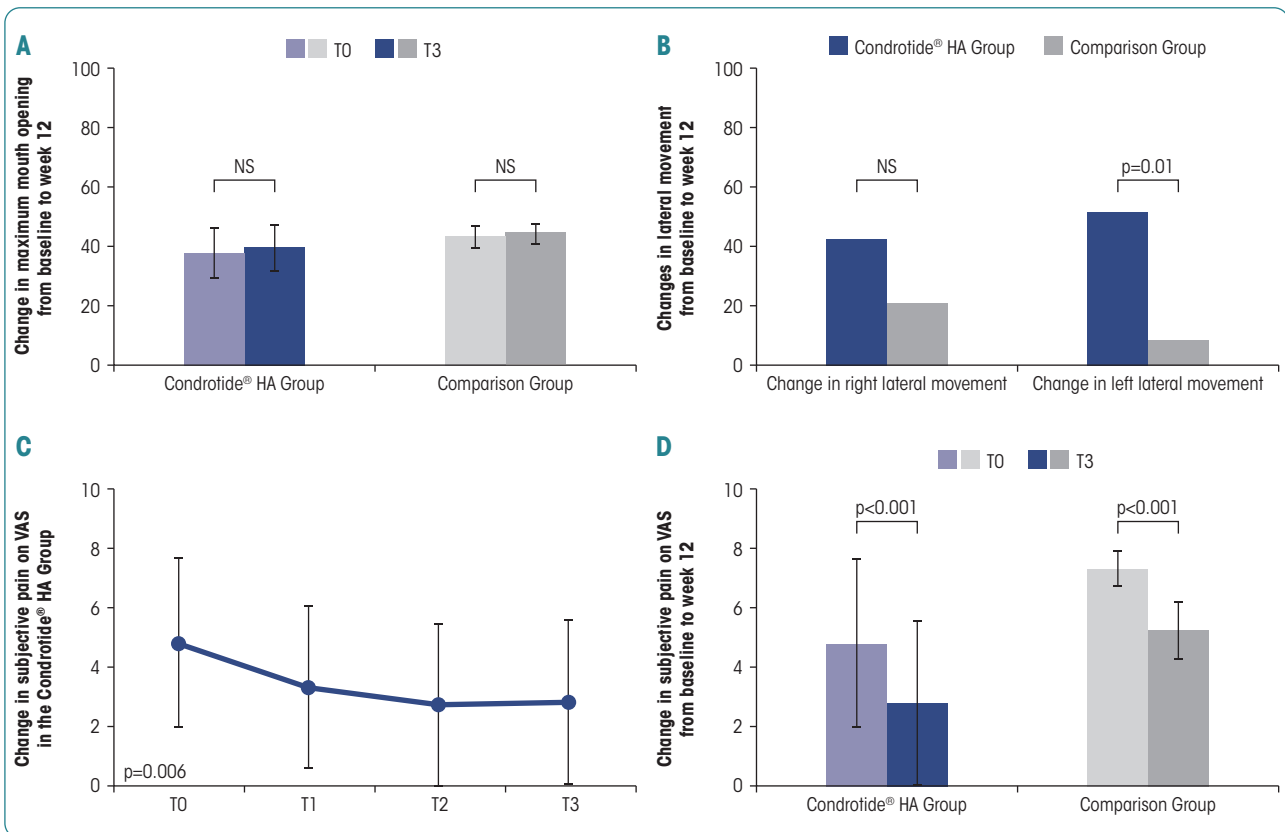 A
T0
T3
Change in maximum mouth opening
from baseline to week 12
100
80
60
40
20
0
NS
NS
Condrotide® HA Group
Comparison Group
B
Condrotide® HA Group
Comparison Group
Changes in lateral movement
from baseline to week 12
100
80
60
40
20
0
NS
p=0.01
Change in right lateral movement
Change in left lateral movement
C
Change in subjective pain on VAS
in the Condrotide® HA Group
10
8
6
4
2
0
p=0.006
T0
T1
T2
T3
D
T0
T3
Change in subjective pain on VAS
from baseline to week 12
10
8
6
4
2
0
p<0.001
p<0.001
Condrotide® HA Group
Comparison Group